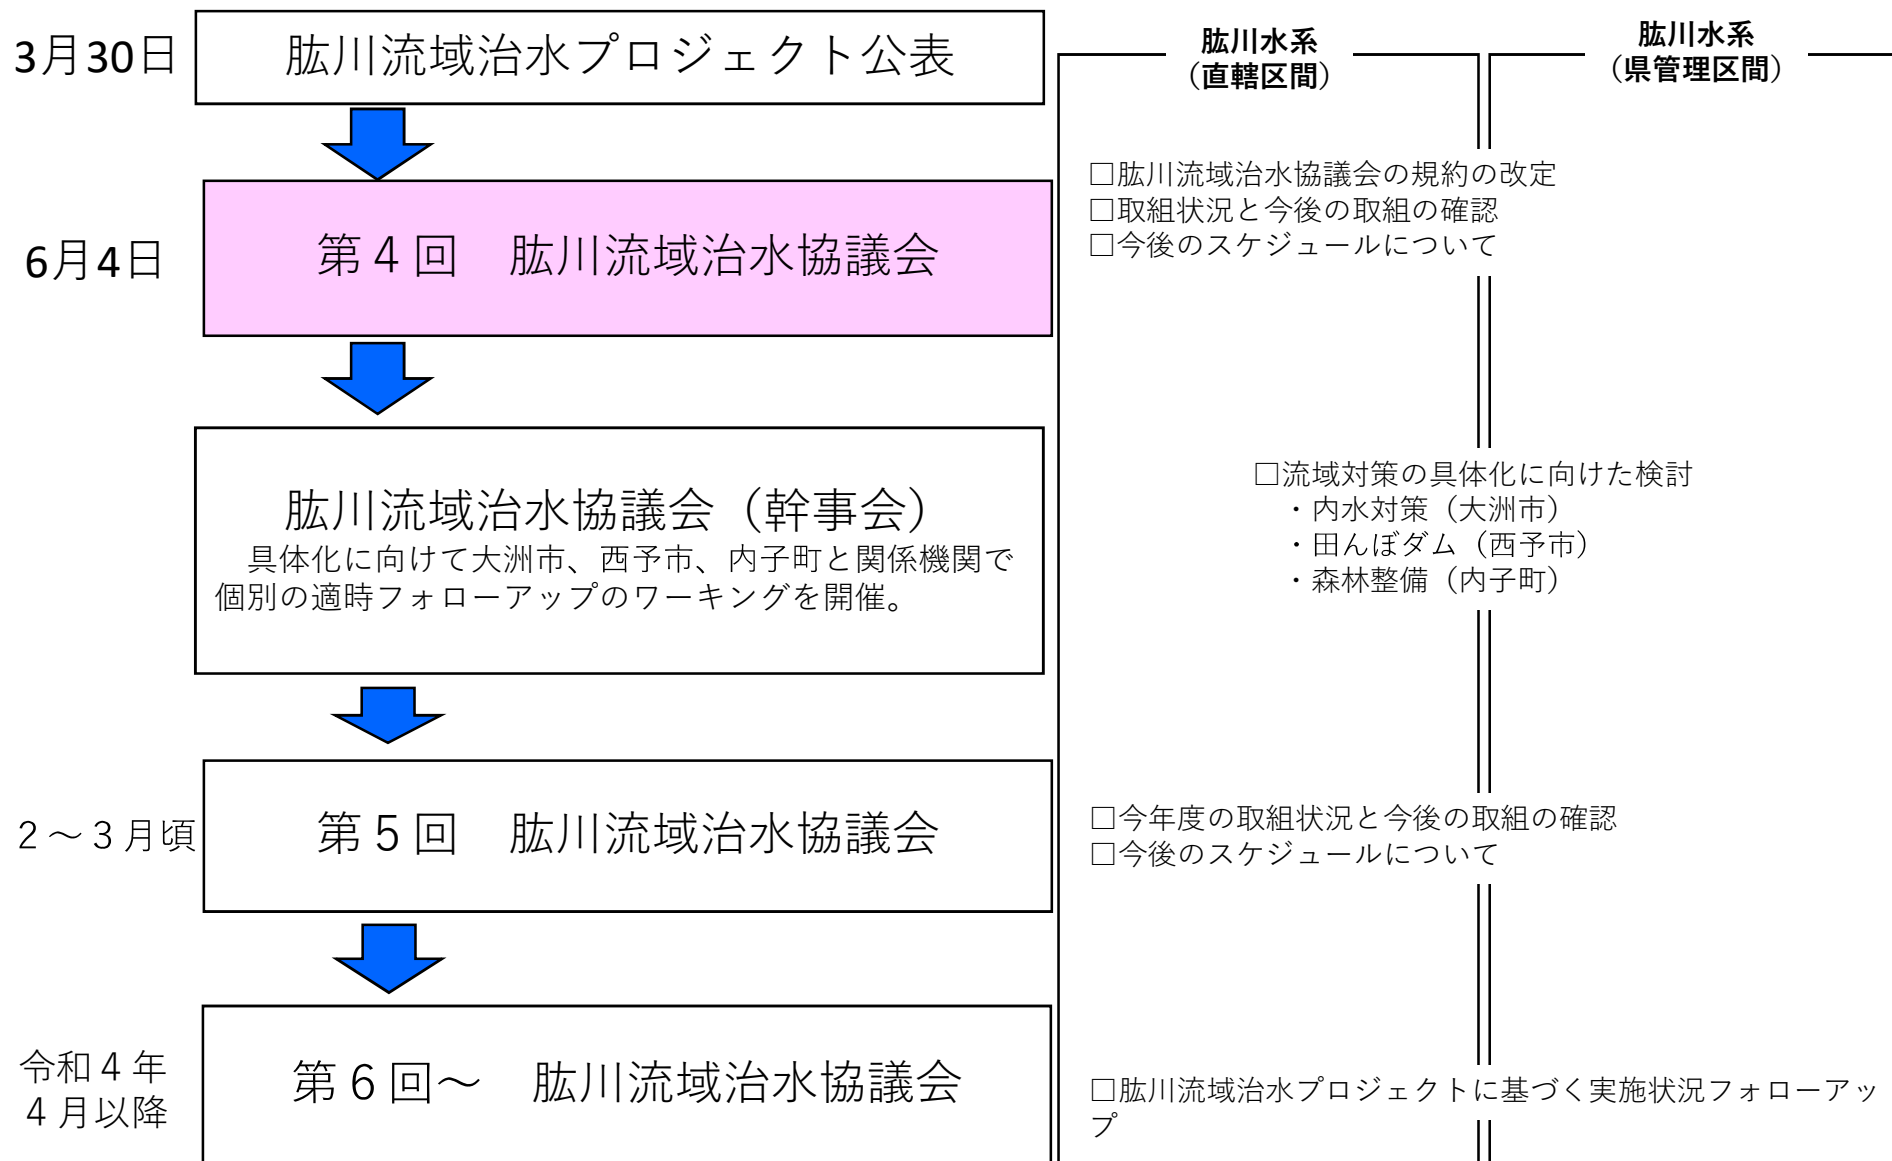 3月30日
肱川流域治水プロジェクト公表
肱川水系
（直轄区間）
肱川水系
（県管理区間）
6月4日
第４回　肱川流域治水協議会
□肱川流域治水協議会の規約の改定
□取組状況と今後の取組の確認
□今後のスケジュールについて
肱川流域治水協議会（幹事会）
具体化に向けて大洲市、西予市、内子町と関係機関で
個別の適時フォローアップのワーキングを開催。
□流域対策の具体化に向けた検討
・内水対策（大洲市）
・田んぼダム（西予市）
・森林整備（内子町）
２～３月頃
第５回　肱川流域治水協議会
□今年度の取組状況と今後の取組の確認
□今後のスケジュールについて
令和４年
４月以降
第６回～　肱川流域治水協議会
□肱川流域治水プロジェクトに基づく実施状況フォローアッ
プ